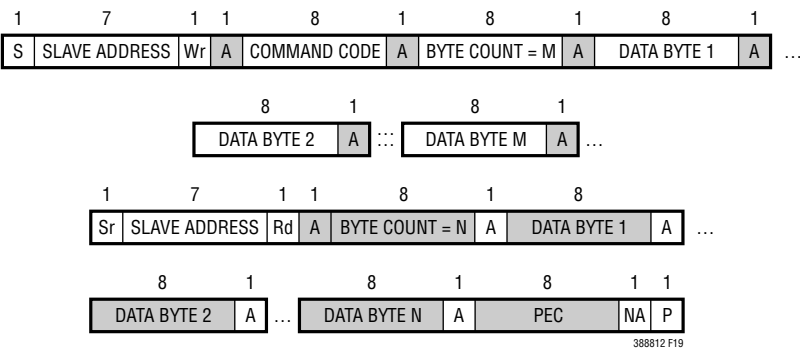 1 7 1 1 8 1 8 1 8 1
S SLAVE ADDRESS Wr A COMMAND CODE A BYTE COUNT = M A DATA BYTE 1 A …
8 1 8 1
DATA BYTE 2 A … DATA BYTE M A …
1 7 1 1 8 1 8 1
Sr SLAVE ADDRESS Rd A BYTE COUNT = N A DATA BYTE 1 A …
8 1 8 1 8 1 1
DATA BYTE 2 A … DATA BYTE N A PEC NA P
388812 F19